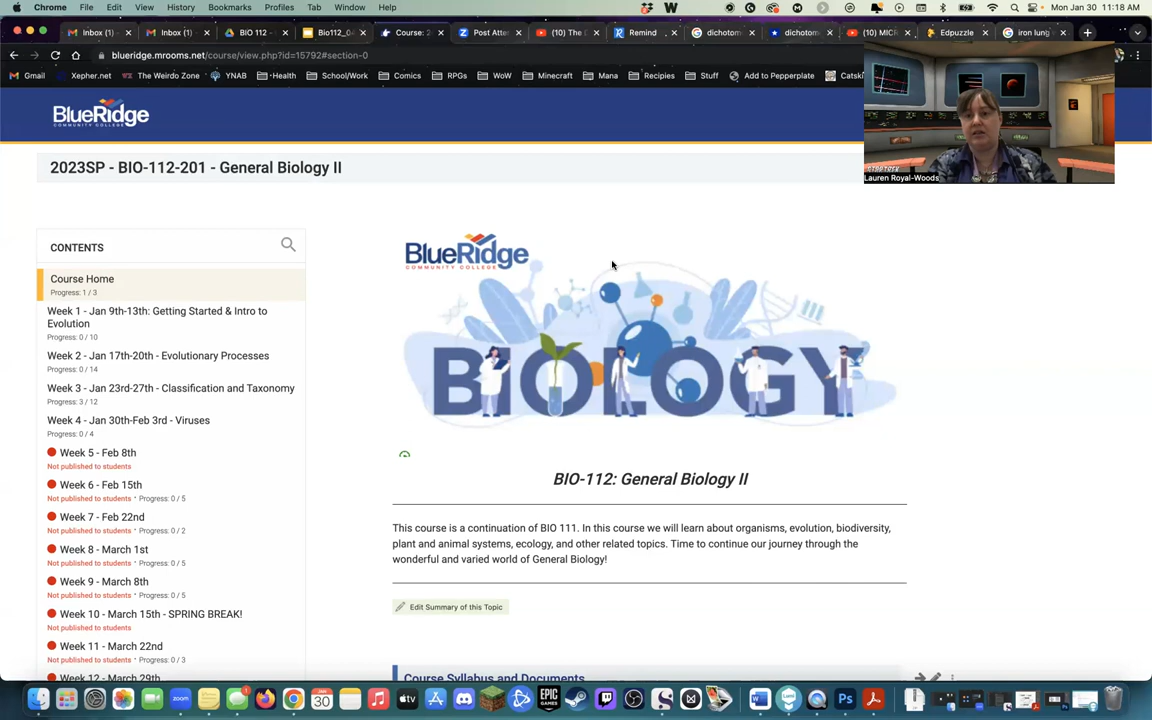 Chrome File Edit View History Bookmarks Profiles Tab Window Help Mon Jan 30 11:18 AM
Inbox (1) Inbox (1) BIO 112 - Bio112_0 Course: 2 Post Atte (10) The Remind dichotom dichotom (10) MIC Edpuzzle iron lung
blueridge.mrooms.net/course/view.php?id=15792#section-0
Gmail Xepher.net The Weirdo Zone YNAB Health School/Work Comics RPGs WoW Minecraft Mana Recipies Stuff Add to Pepperplate Catsk
BlueRidge
COMMUNITY COLLEGE
2023SP - BIO-112-201 - General Biology II
Lauren Royal-Woods
CONTENTS
Course Home
Progress: 1 / 3
Week 1 - Jan 9th-13th: Getting Started & Intro to
Evolution
Progress: 0 / 10
Week 2 - Jan 17th-20th - Evolutionary Processes
Progress: 0 / 14
Week 3 - Jan 23rd-27th - Classification and Taxonomy
Progress: 3 / 12
Week 4 - Jan 30th-Feb 3rd - Viruses
Progress: 0 / 4
Week 5 - Feb 8th
Not published to students
Week 6 - Feb 15th
Not published to students • Progress: 0 / 5
Week 7 - Feb 22nd
Not published to students • Progress: 0 / 2
Week 8 - March 1st
Not published to students • Progress: 0 / 5
Week 9 - March 8th
Not published to students • Progress: 0 / 5
Week 10 - March 15th - SPRING BREAK!
Not published to students
Week 11 - March 22nd
Not published to students • Progress: 0 / 3
Week 12 - March 29th
BlueRidge
COMMUNITY COLLEGE
BIOLOGY
BIO-112: General Biology II
This course is a continuation of BIO 111. In this course we will learn about organisms, evolution, biodiversity,
plant and animal systems, ecology, and other related topics. Time to continue our journey through the
wonderful and varied world of General Biology!
Edit Summary of this Topic
Course Syllabus and Documents
zoom
tv
EPIC
GAMES
30